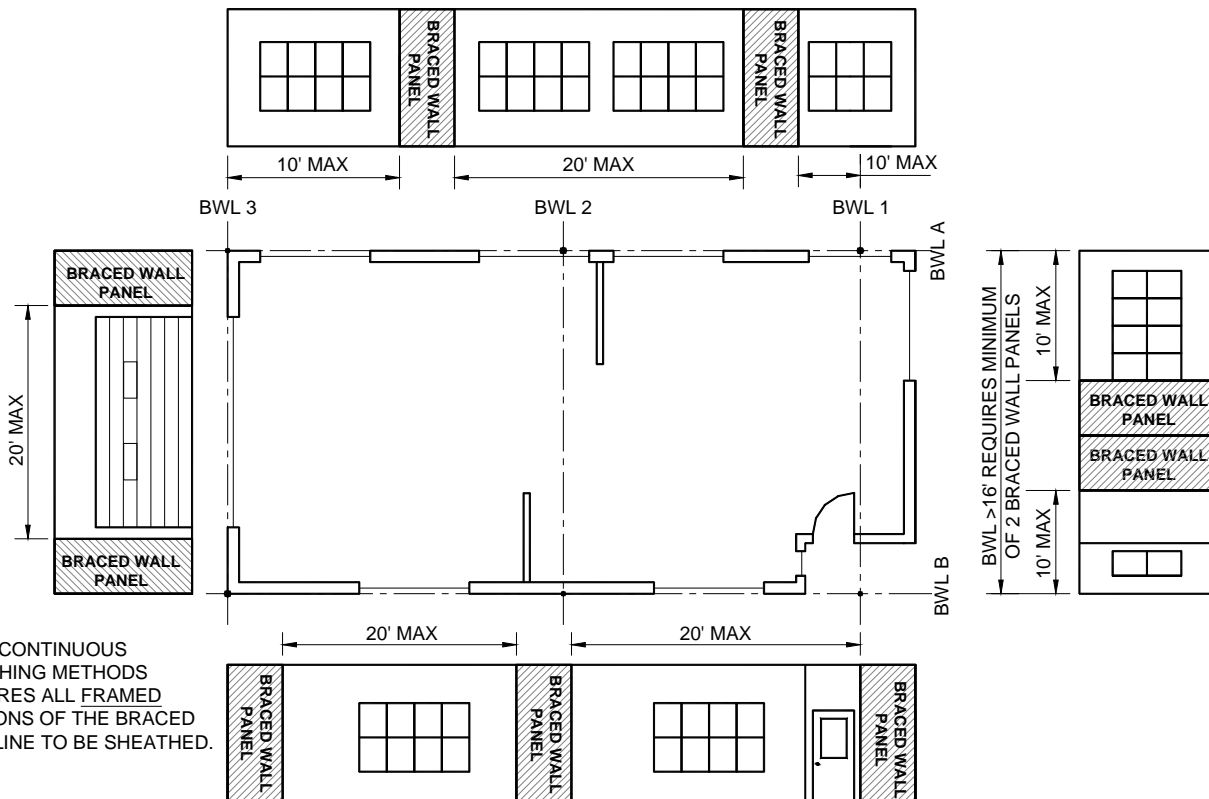 BRACED WALL
PANEL
BRACED WALL
PANEL
10' MAX
20' MAX
10' MAX
BWL 3
BWL 2
BWL 1
BWL A
BRACED WALL
PANEL
20' MAX
BRACED WALL
PANEL
BWL >16' REQUIRES MINIMUM
OF 2 BRACED WALL PANELS
10' MAX
BRACED WALL
PANEL
BRACED WALL
PANEL
10' MAX
BWL B
CONTINUOUS
METHODS
ALL FRAMED
OF THE BRACED
LINE TO BE SHEATHED.
20' MAX
20' MAX
BRACED WALL
PANEL
BRACED WALL
PANEL
BRACED WALL
PANEL